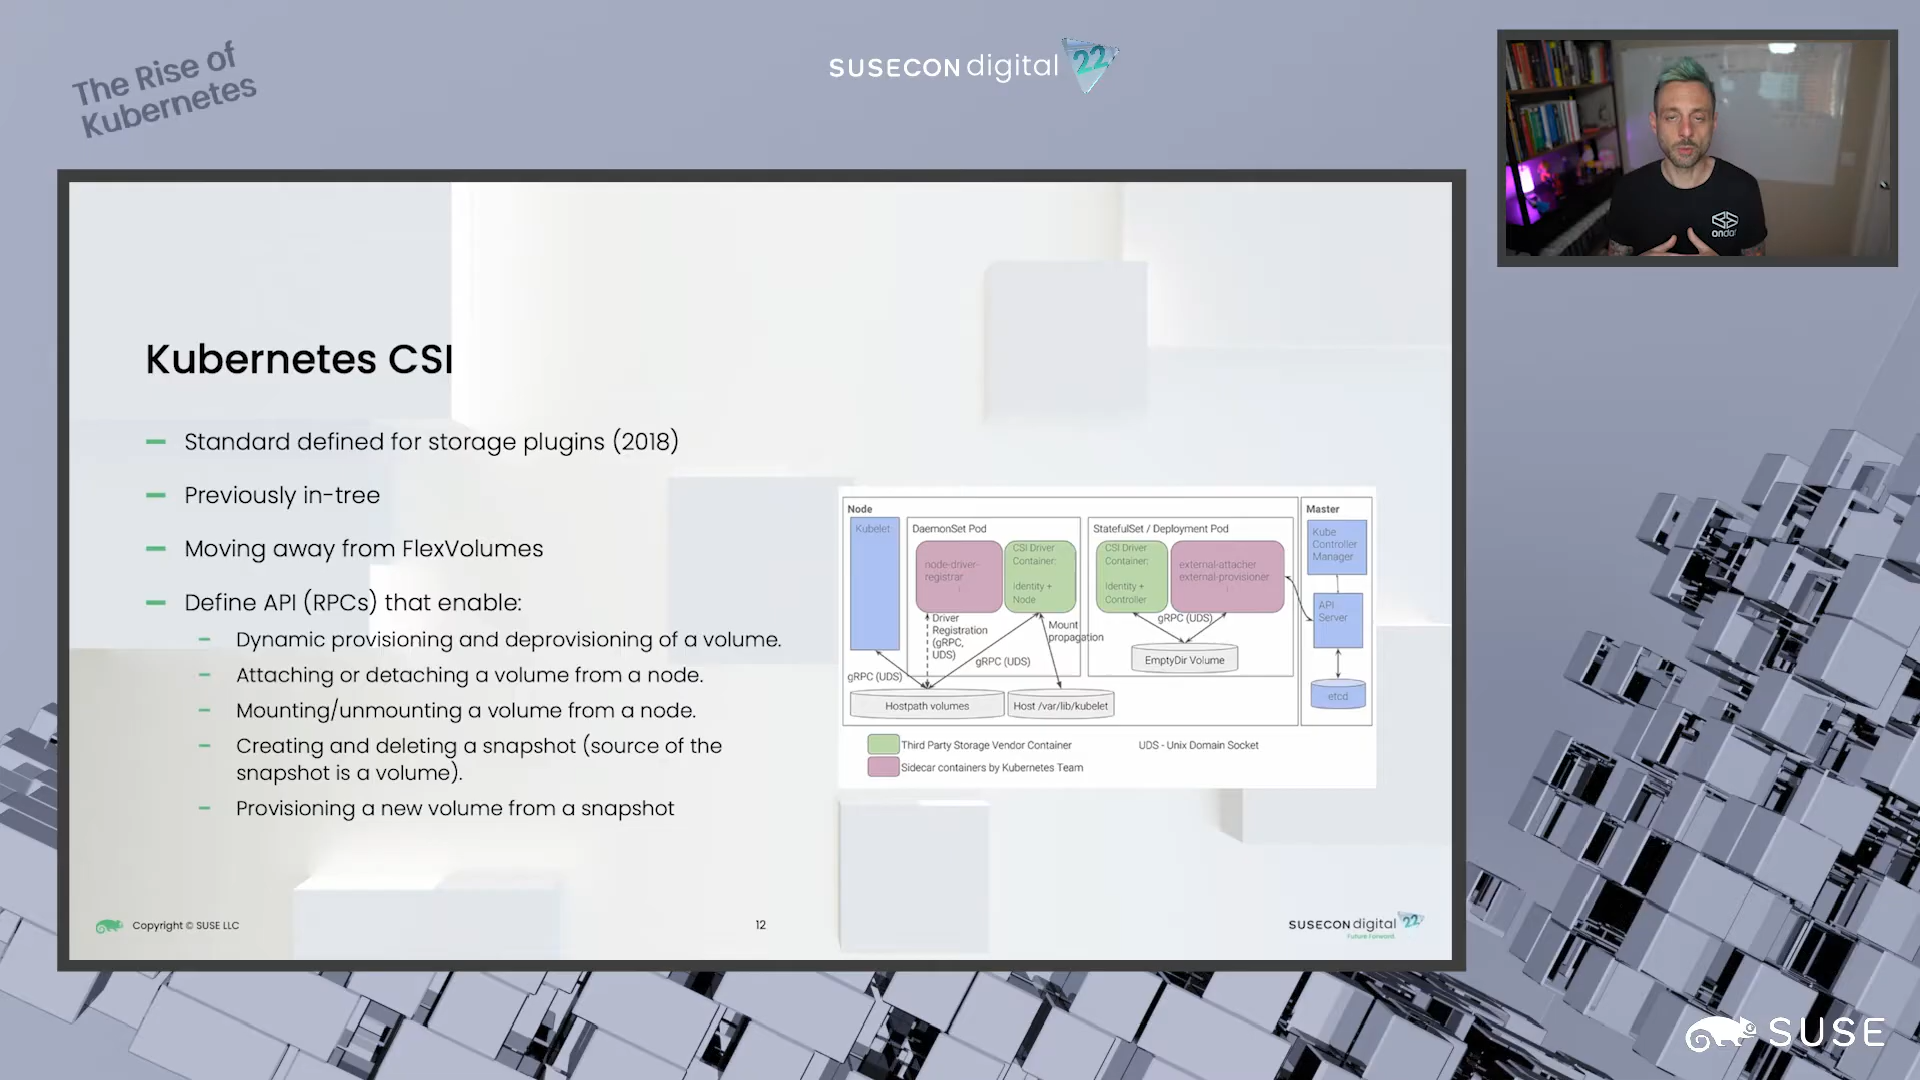 The Rise of
Kubernetes
SUSECON digital 22
ondat
Kubernetes CSI
Standard defined for storage plugins (2018)
Previously in-tree
Moving away from FlexVolumes
Define API (RPCs) that enable:
Dynamic provisioning and deprovisioning of a volume.
Attaching or detaching a volume from a node.
Mounting/unmounting a volume from a node.
Creating and deleting a snapshot (source of the
snapshot is a volume).
Provisioning a new volume from a snapshot
Node
Kubelet
DaemonSet Pod
node-driver-
registrar
CSI Driver
Container:
Identity +
Node
Driver
Registration
(gRPC,
UDS)
gRPC (UDS)
gRPC (UDS)
Mount
propagation
Hostpath volumes
Host /var/lib/kubelet
StatefulSet / Deployment Pod
CSI Driver
Container:
Identity +
Controller
external-attacher
external-provisioner
gRPC (UDS)
EmptyDir Volume
Master
Kube
Controller
Manager
API
Server
etcd
Third Party Storage Vendor Container
UDS - Unix Domain Socket
Sidecar containers by Kubernetes Team
Copyright © SUSE LLC
12
SUSECON digital 22
Future Forward.
SUSE